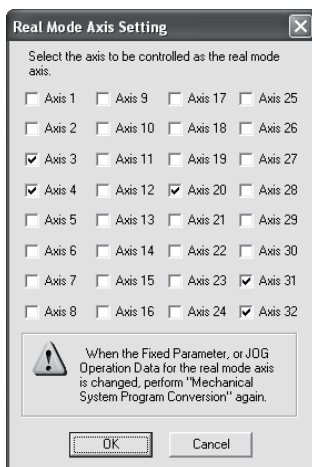 Real Mode Axis Setting
Select the axis to be controlled as the real mode
axis.
Axis 1 Axis 9 Axis 17 Axis 25
Axis 2 Axis 10 Axis 18 Axis 26
Axis 3 Axis 11 Axis 19 Axis 27
Axis 4 Axis 12 Axis 20 Axis 28
Axis 5 Axis 13 Axis 21 Axis 29
Axis 6 Axis 14 Axis 22 Axis 30
Axis 7 Axis 15 Axis 23 Axis 31
Axis 8 Axis 16 Axis 24 Axis 32
When the Fixed Parameter, or JOG
Operation Data for the real mode axis
is changed, perform "Mechanical
System Program Conversion" again.
OK Cancel